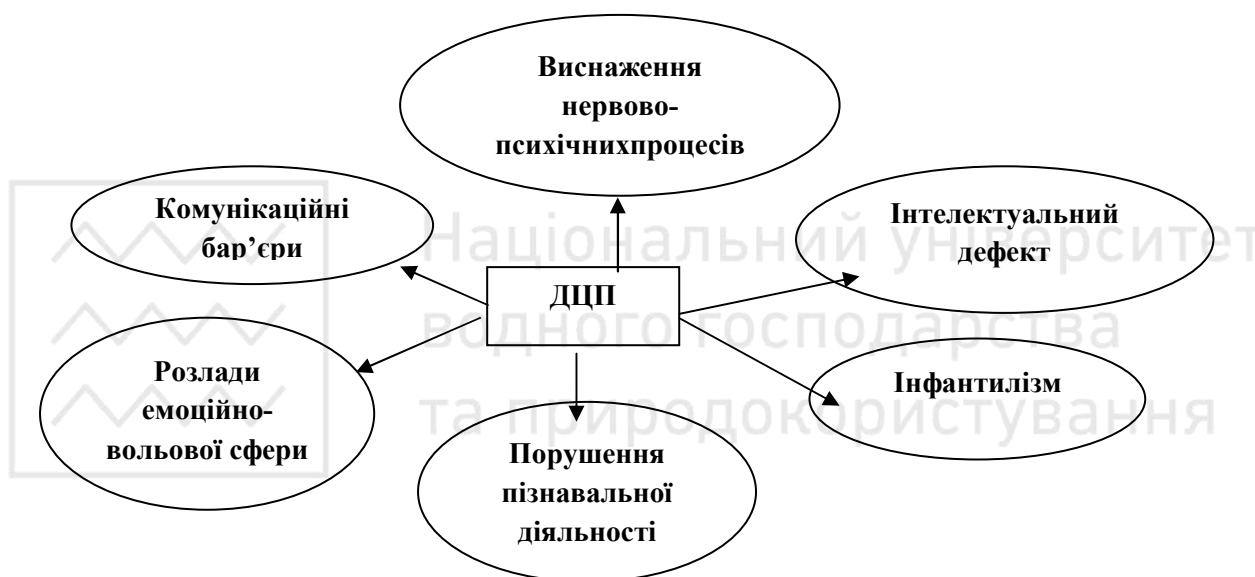 Виснаження
нервово-
психічнихпроцесів
Комунікаційні
бар’єри
Інтелектуальний
дефект
ДЦП
Розлади
емоційно-
вольової сфери
Інфантилізм
Порушення
пізнавальної
діяльності
Національний університет
водного господарства
та природокористування